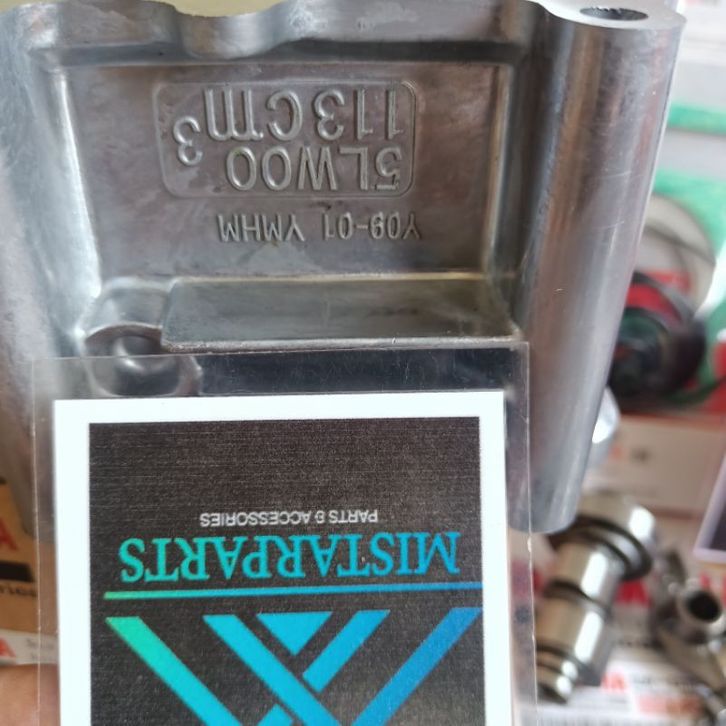 Y09-01 YMHM
5LW00
113cm³
MISTARPARTS
PARTS & ACCESSORIES